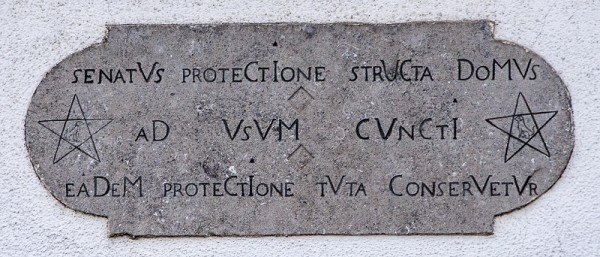 SENATVS PROTECTIONE STRUCTA DOMVS
AD VSVM CVNCTI
EADEM PROTECTIONE TVTA CONSERVETVR